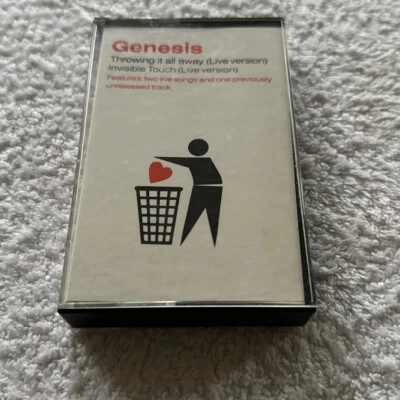 Genesis
Throwing it all away (Live version)
Invisible Touch (Live version)
Features two live songs and one previously
unreleased track.